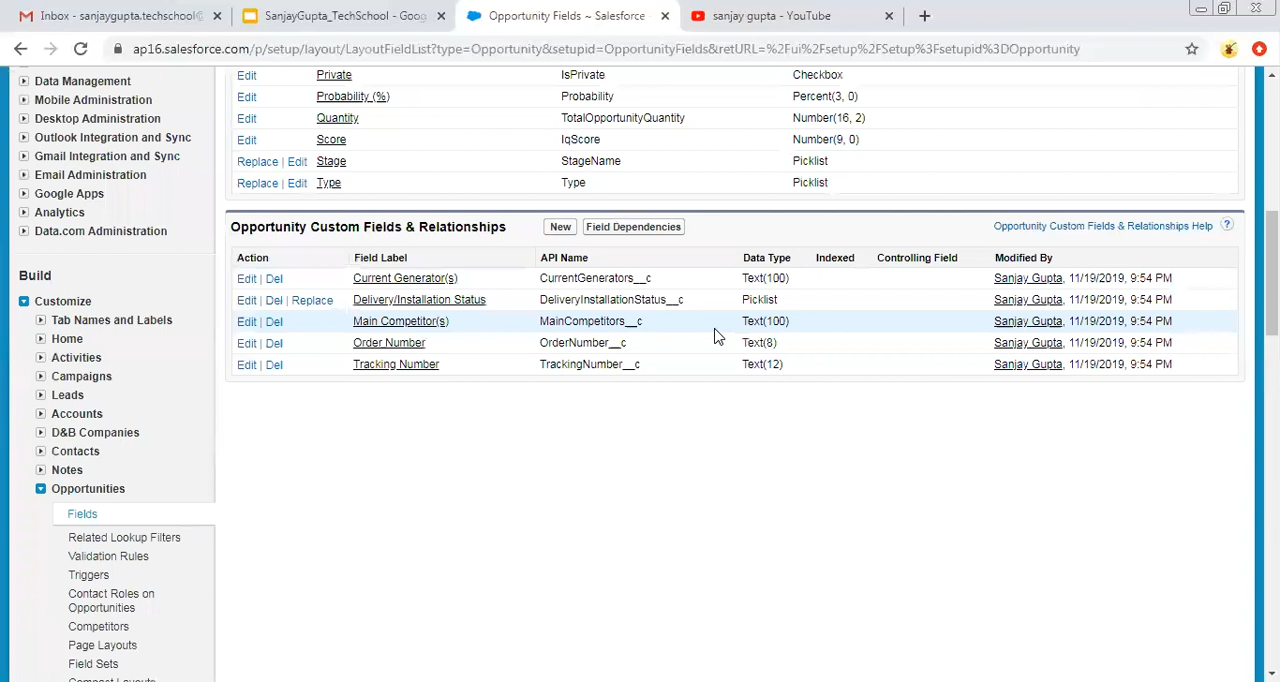 Inbox - sanjaygupta.techschool@
SanjayGupta_TechSchool - Goog
Opportunity Fields ~ Salesforce
sanjay gupta - YouTube
ap16.salesforce.com/p/setup/layout/LayoutFieldList?type=Opportunity&setupid=OpportunityFields&retURL=%2Fui%2Fsetup%2FSetup%3Fsetupid%3DOpportunity
Data Management
Mobile Administration
Desktop Administration
Outlook Integration and Sync
Gmail Integration and Sync
Email Administration
Google Apps
Analytics
Data.com Administration
Build
Customize
Tab Names and Labels
Home
Activities
Campaigns
Leads
Accounts
D&B Companies
Contacts
Notes
Opportunities
Fields
Related Lookup Filters
Validation Rules
Triggers
Contact Roles on
Opportunities
Competitors
Page Layouts
Field Sets
Compact Layouts
Edit Private IsPrivate Checkbox
Edit Probability (%) Probability Percent(3, 0)
Edit Quantity TotalOpportunityQuantity Number(16, 2)
Edit Score IqScore Number(9, 0)
Replace | Edit Stage StageName Picklist
Replace | Edit Type Type Picklist
Opportunity Custom Fields & Relationships New Field Dependencies Opportunity Custom Fields & Relationships Help ?
Action Field Label API Name Data Type Indexed Controlling Field Modified By
Edit | Del Current Generator(s) CurrentGenerators__c Text(100) Sanjay Gupta, 11/19/2019, 9:54 PM
Edit | Del | Replace Delivery/Installation Status DeliveryInstallationStatus__c Picklist Sanjay Gupta, 11/19/2019, 9:54 PM
Edit | Del Main Competitor(s) MainCompetitors__c Text(100) Sanjay Gupta, 11/19/2019, 9:54 PM
Edit | Del Order Number OrderNumber__c Text(8) Sanjay Gupta, 11/19/2019, 9:54 PM
Edit | Del Tracking Number TrackingNumber__c Text(12) Sanjay Gupta, 11/19/2019, 9:54 PM